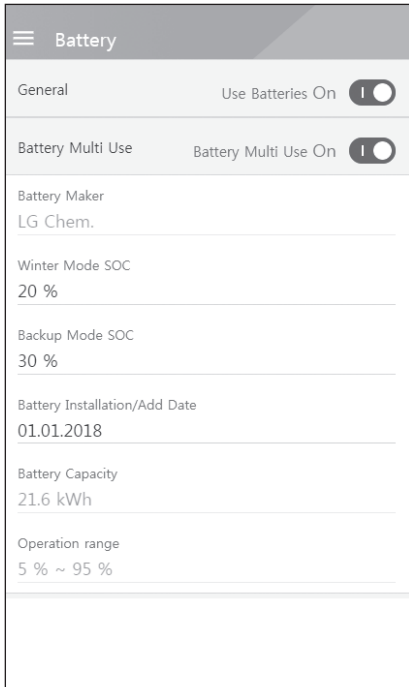 Battery
General Use Batteries On
Battery Multi Use Battery Multi Use On
Battery Maker
LG Chem.
Winter Mode SOC
20 %
Backup Mode SOC
30 %
Battery Installation/Add Date
01.01.2018
Battery Capacity
21.6 kWh
Operation range
5 % ~ 95 %